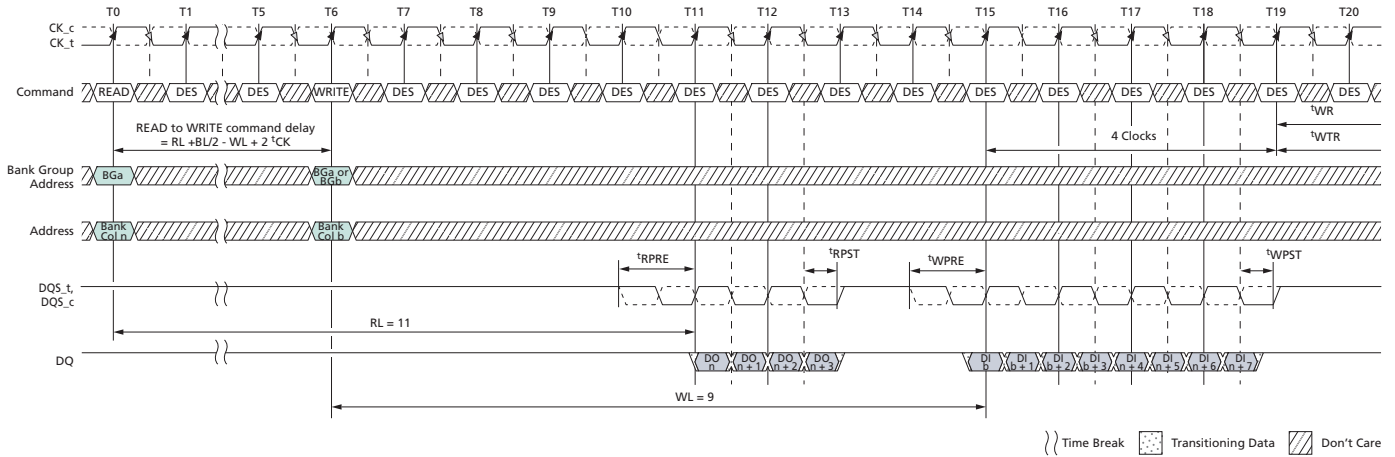 T0 T1 T5 T6 T7 T8 T9 T10 T11 T12 T13 T14 T15 T16 T17 T18 T19 T20
CK_c
CK_t
Command READ DES DES WRITE DES DES DES DES DES DES DES DES DES DES DES DES DES DES
tWR
READ to WRITE command delay
= RL +BL/2 - WL + 2 tCK
4 Clocks
tWTR
Bank Group
Address
BGa
BGa or
BGb
Address
Bank
Col n
Bank
Col b
tRPRE tRPST tWPRE tWPST
DQS_t,
DQS_c
RL = 11
DQ
DO
n
DO
n + 1
DO
n + 2
DO
n + 3
DI
b
DI
b + 1
DI
b + 2
DI
b + 3
DI
n + 4
DI
n + 5
DI
n + 6
DI
n + 7
WL = 9
Time Break Transitioning Data Don't Care